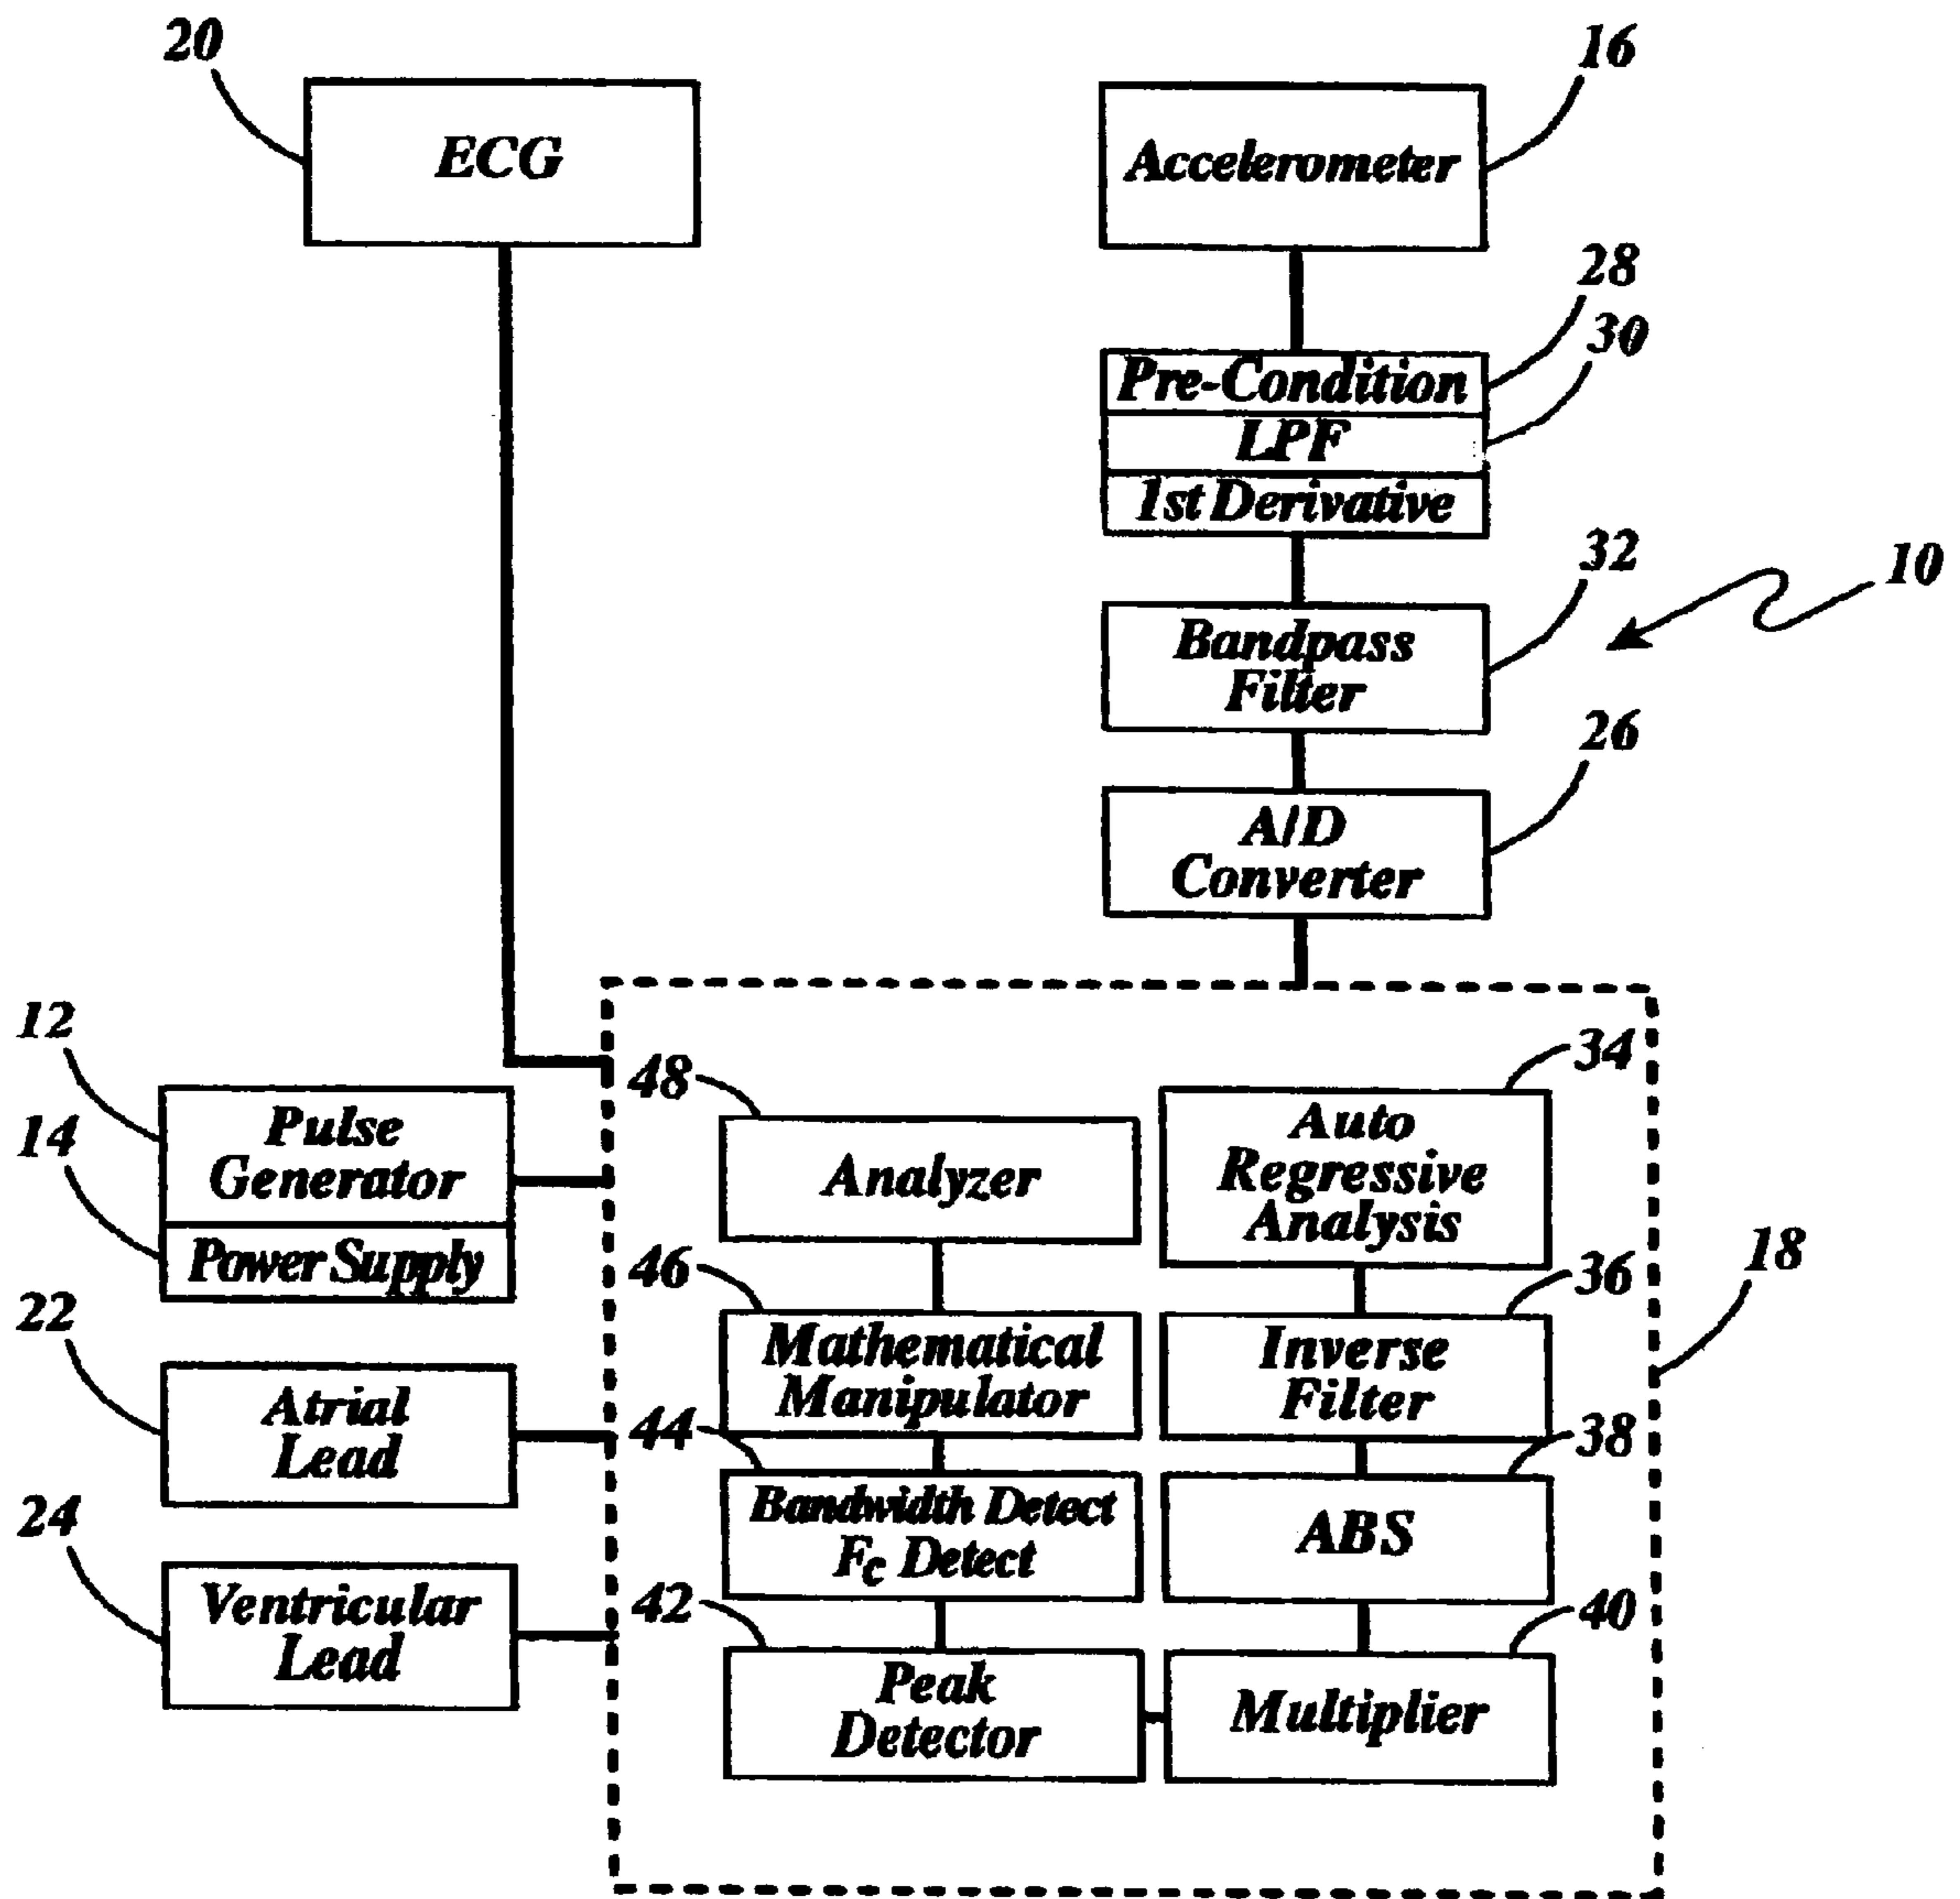 20
ECG
16
Accelerometer
28
30
Pre-Condition
LPF
1st Derivative
32
10
Bandpass
Filter
26
A/D
Converter
12
14
Pulse
Generator
Power Supply
22
Atrial
Lead
24
Ventricular
Lead
48
Analyzer
46
Mathematical
Manipulator
44
Bandwidth Detect
Fc Detect
42
Peak
Detector
34
Auto
Regressive
Analysis
36
Inverse
Filter
38
ABS
40
Multiplier
18